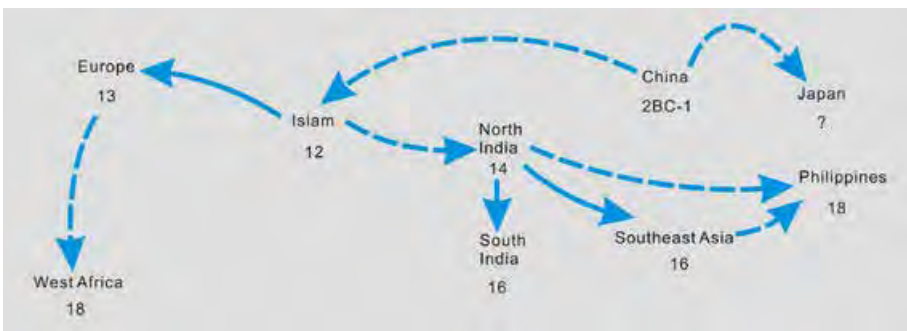 Europe
13
Islam
12
China
2BC-1
Japan
?
North
India
14
Philippines
18
South
India
16
Southeast Asia
16
West Africa
18